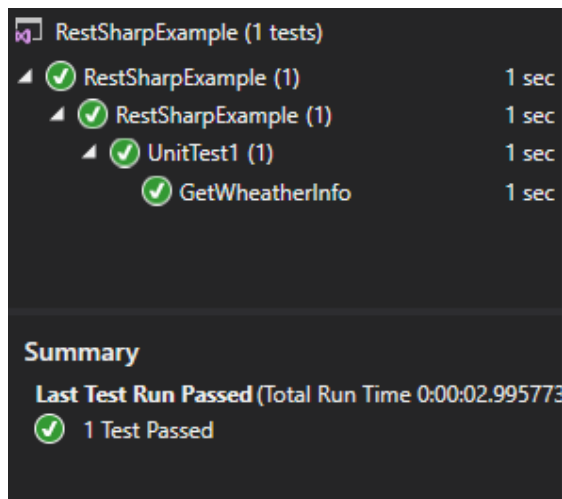 RestSharpExample (1 tests)
RestSharpExample (1) 1 sec
RestSharpExample (1) 1 sec
UnitTest1 (1) 1 sec
GetWheatherInfo 1 sec
Summary
Last Test Run Passed (Total Run Time 0:00:02.995773
1 Test Passed